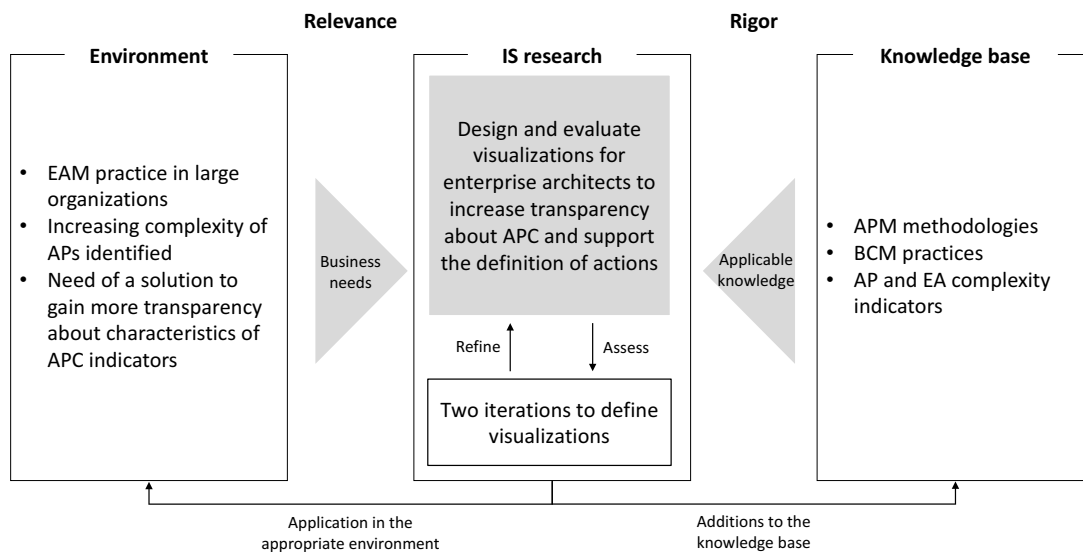 Relevance
Rigor
Environment
• EAM practice in large
organizations
• Increasing complexity of
APs identified
• Need of a solution to
gain more transparency
about characteristics of
APC indicators
Business
needs
IS research
Design and evaluate
visualizations for
enterprise architects to
increase transparency
about APC and support
the definition of actions
Refine
Assess
Two iterations to define
visualizations
Applicable
knowledge
Knowledge base
• APM methodologies
• BCM practices
• AP and EA complexity
indicators
Application in the
appropriate environment
Additions to the
knowledge base